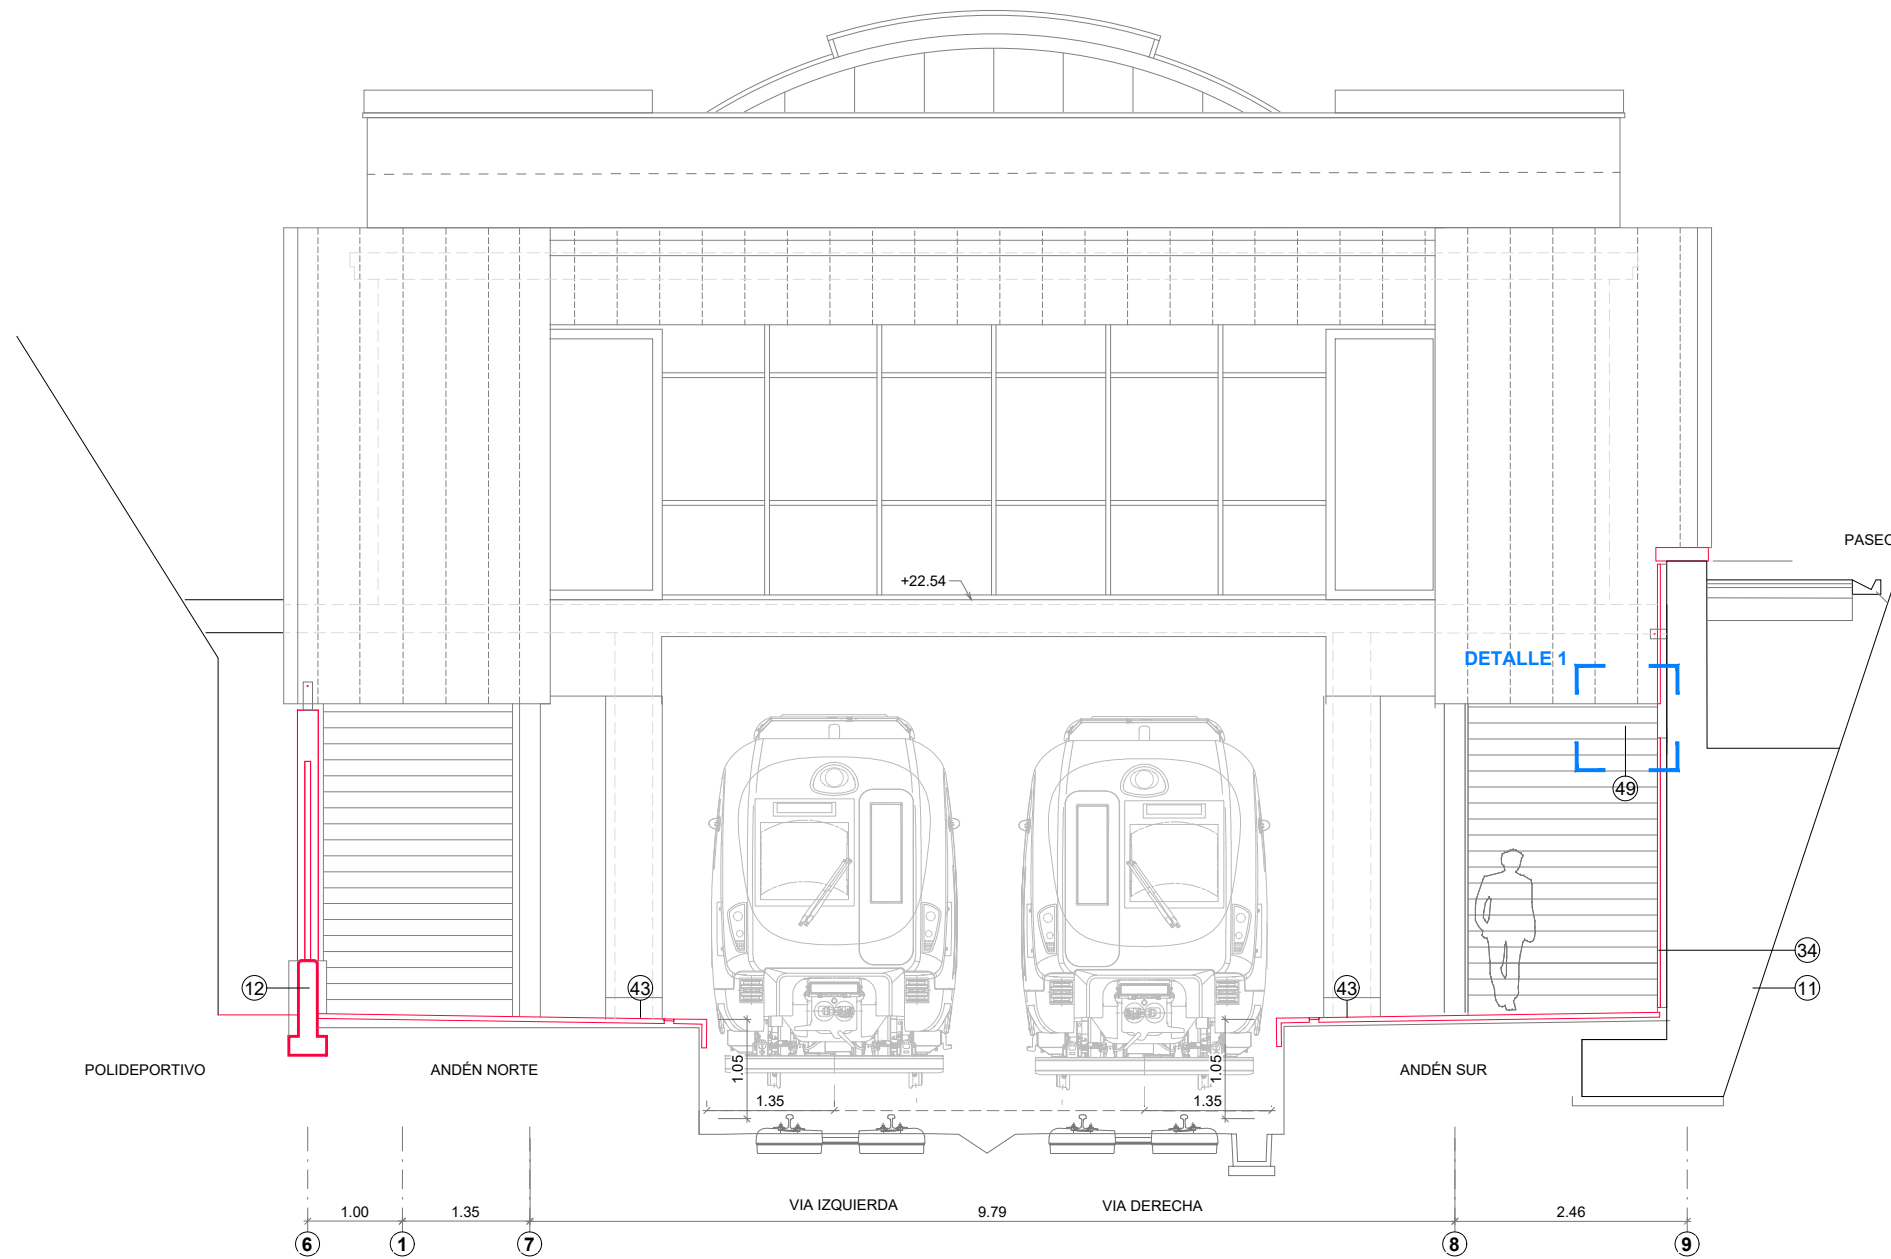 PASEO
+22.54
DETALLE 1
49
34
12
43
43
11
1.05
1.05
POLIDEPORTIVO
ANDÉN NORTE
ANDÉN SUR
1.35
1.35
VIA IZQUIERDA
VIA DERECHA
1.00
1.35
9.79
2.46
6
1
7
8
9